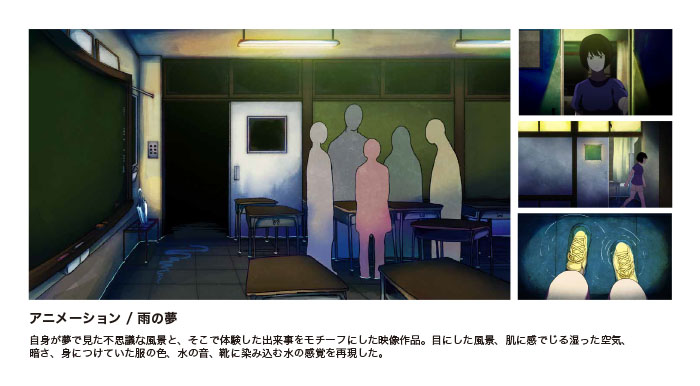 アニメーション / 雨の夢
自身が夢で見た不思議な風景と、そこで体験した出来事をモチーフにした映像作品。目にした風景、肌に感でじる湿った空気、
暗さ、身につけていた服の色、水の音、靴に染み込む水の感覚を再現した。